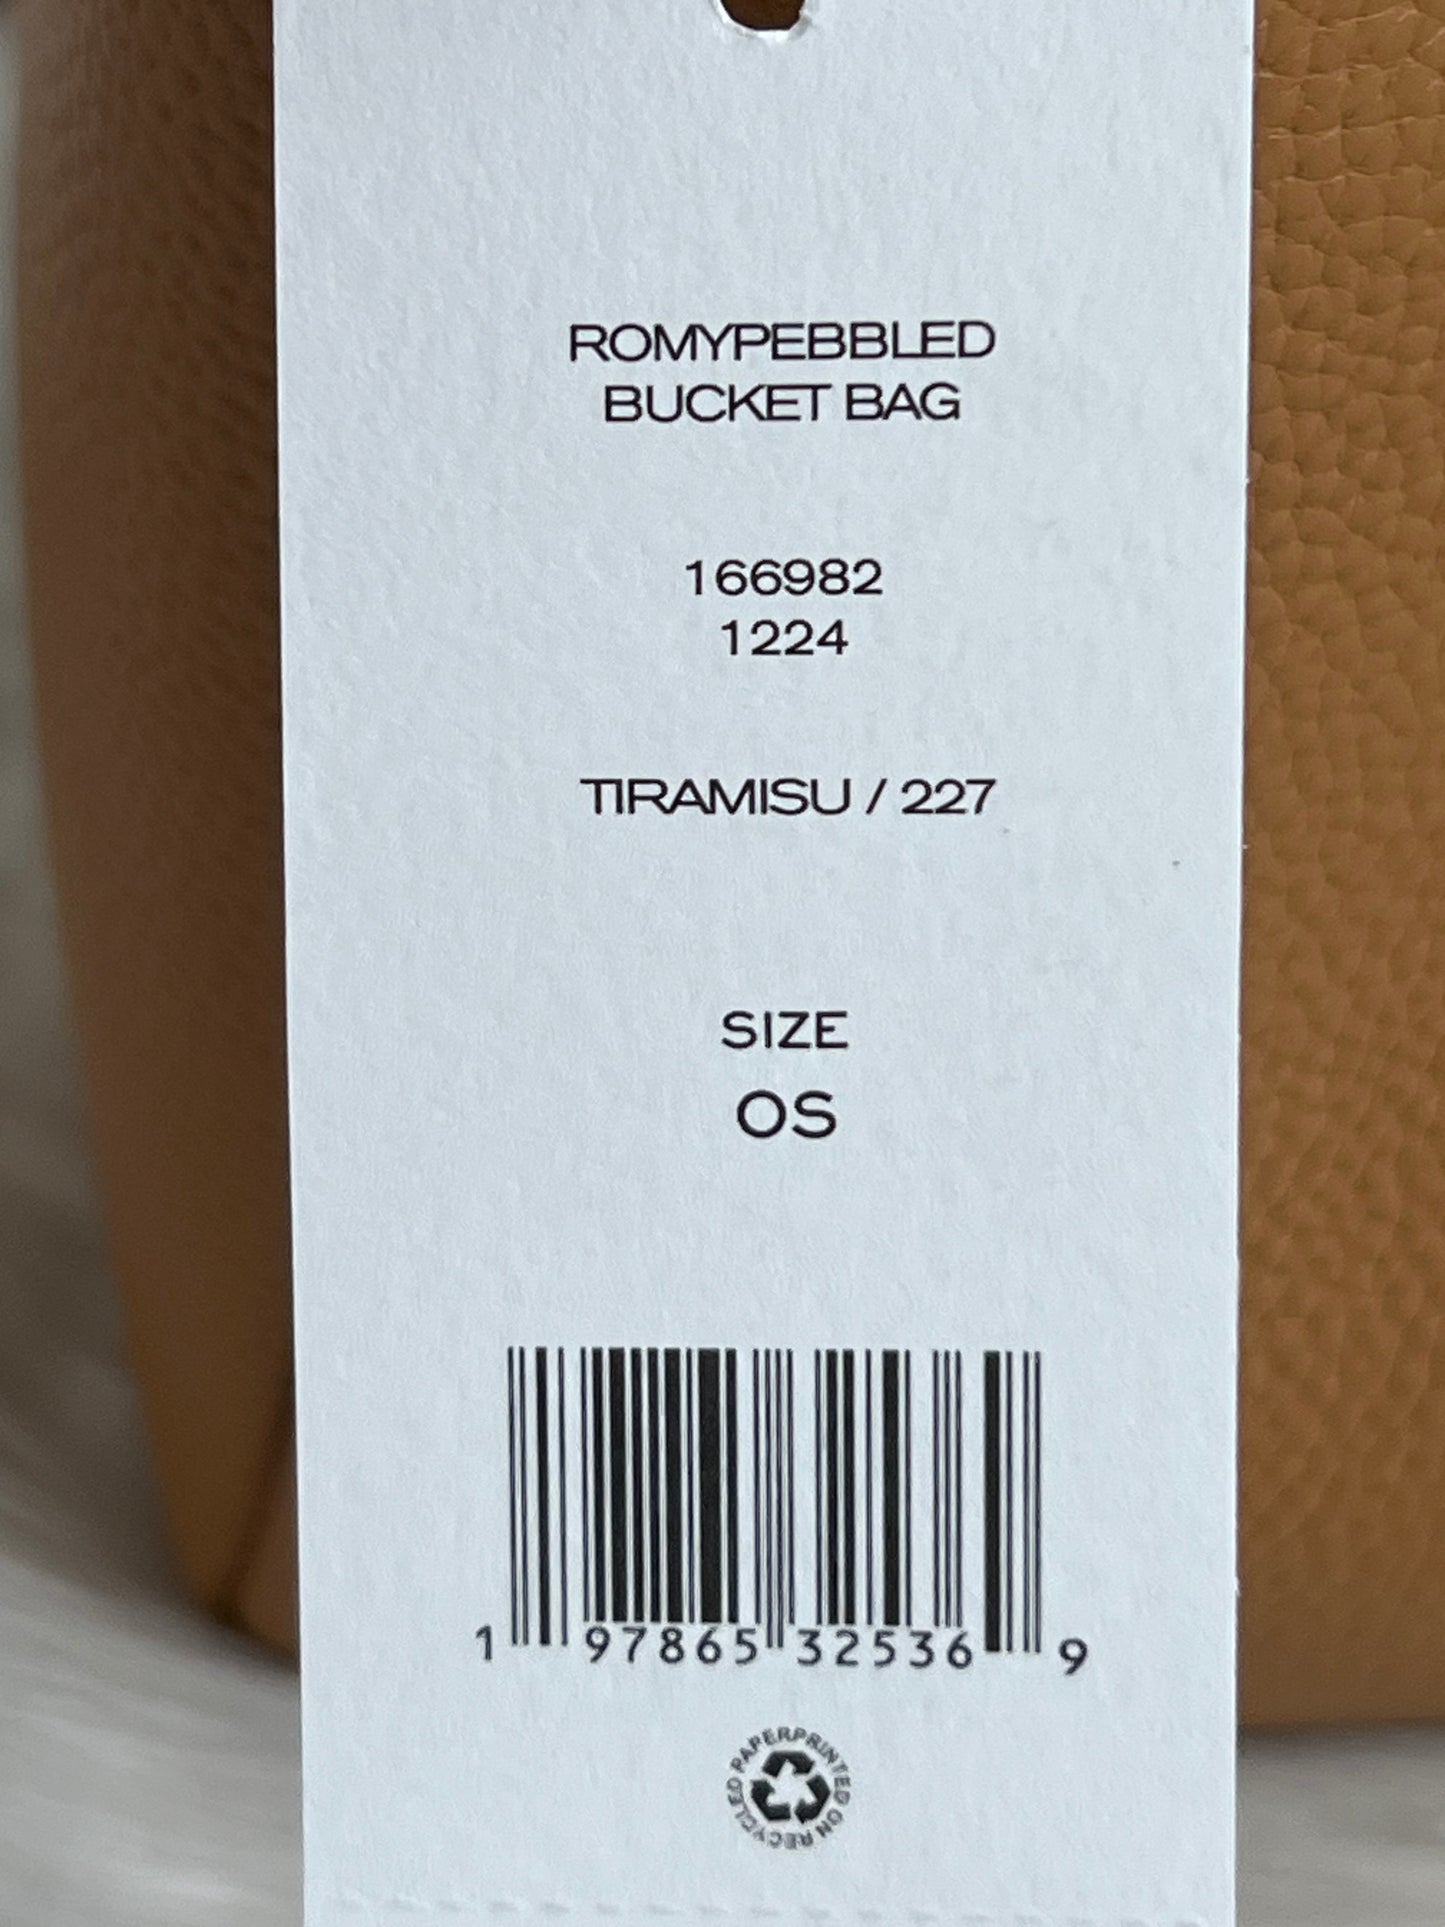 ROMYPEBBLED
BUCKET BAG
166982
1224
TIRAMISU / 227
SIZE
OS
1 97865 32536 9
PRINTED ON RECYCLED PAPER